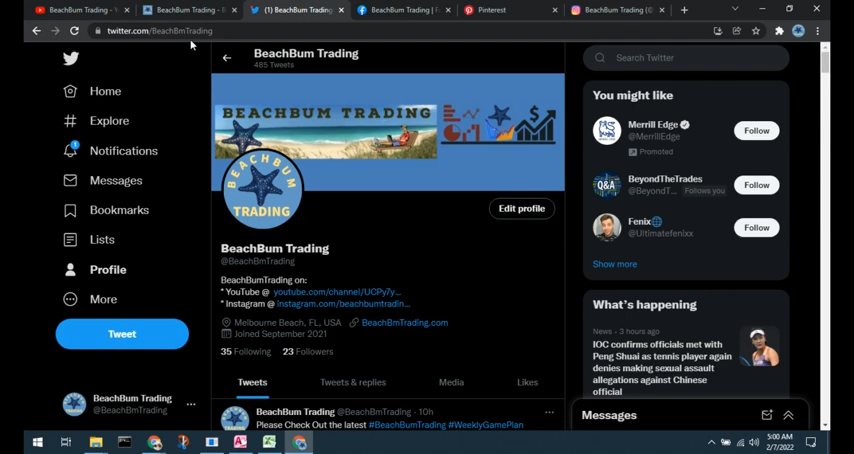 BeachBum Trading -
BeachBum Trading - B
(1) BeachBum Trading
BeachBum Trading | F
Pinterest
BeachBum Trading (@
twitter.com/BeachBmTrading
BeachBum Trading
485 Tweets
Search Twitter
Home
Explore
1
Notifications
Messages
Bookmarks
Lists
Profile
More
Tweet
BeachBum Trading
@BeachBmTrading
BEACHBUM TRADING
BEACHBUM
TRADING
Edit profile
BeachBum Trading
@BeachBmTrading
BeachBumTrading on:
* YouTube @ youtube.com/channel/UCPy7y...
* Instagram @ instagram.com/beachbumtradin...
Melbourne Beach, FL, USA
BeachBmTrading.com
Joined September 2021
35 Following 23 Followers
Tweets
Tweets & replies
Media
Likes
BeachBum Trading @BeachBmTrading · 10h
Please Check Out the latest #BeachBumTrading #WeeklyGamePlan
You might like
Merrill Edge
@MerrillEdge
Promoted
Follow
Q&A
BeyondTheTrades
@BeyondT... Follows you
Follow
Fenix
@Ultimatefenixx
Follow
Show more
What's happening
News · 3 hours ago
IOC confirms officials met with
Peng Shuai as tennis player again
denies making sexual assault
allegations against Chinese
official
Messages
5:00 AM
2/7/2022